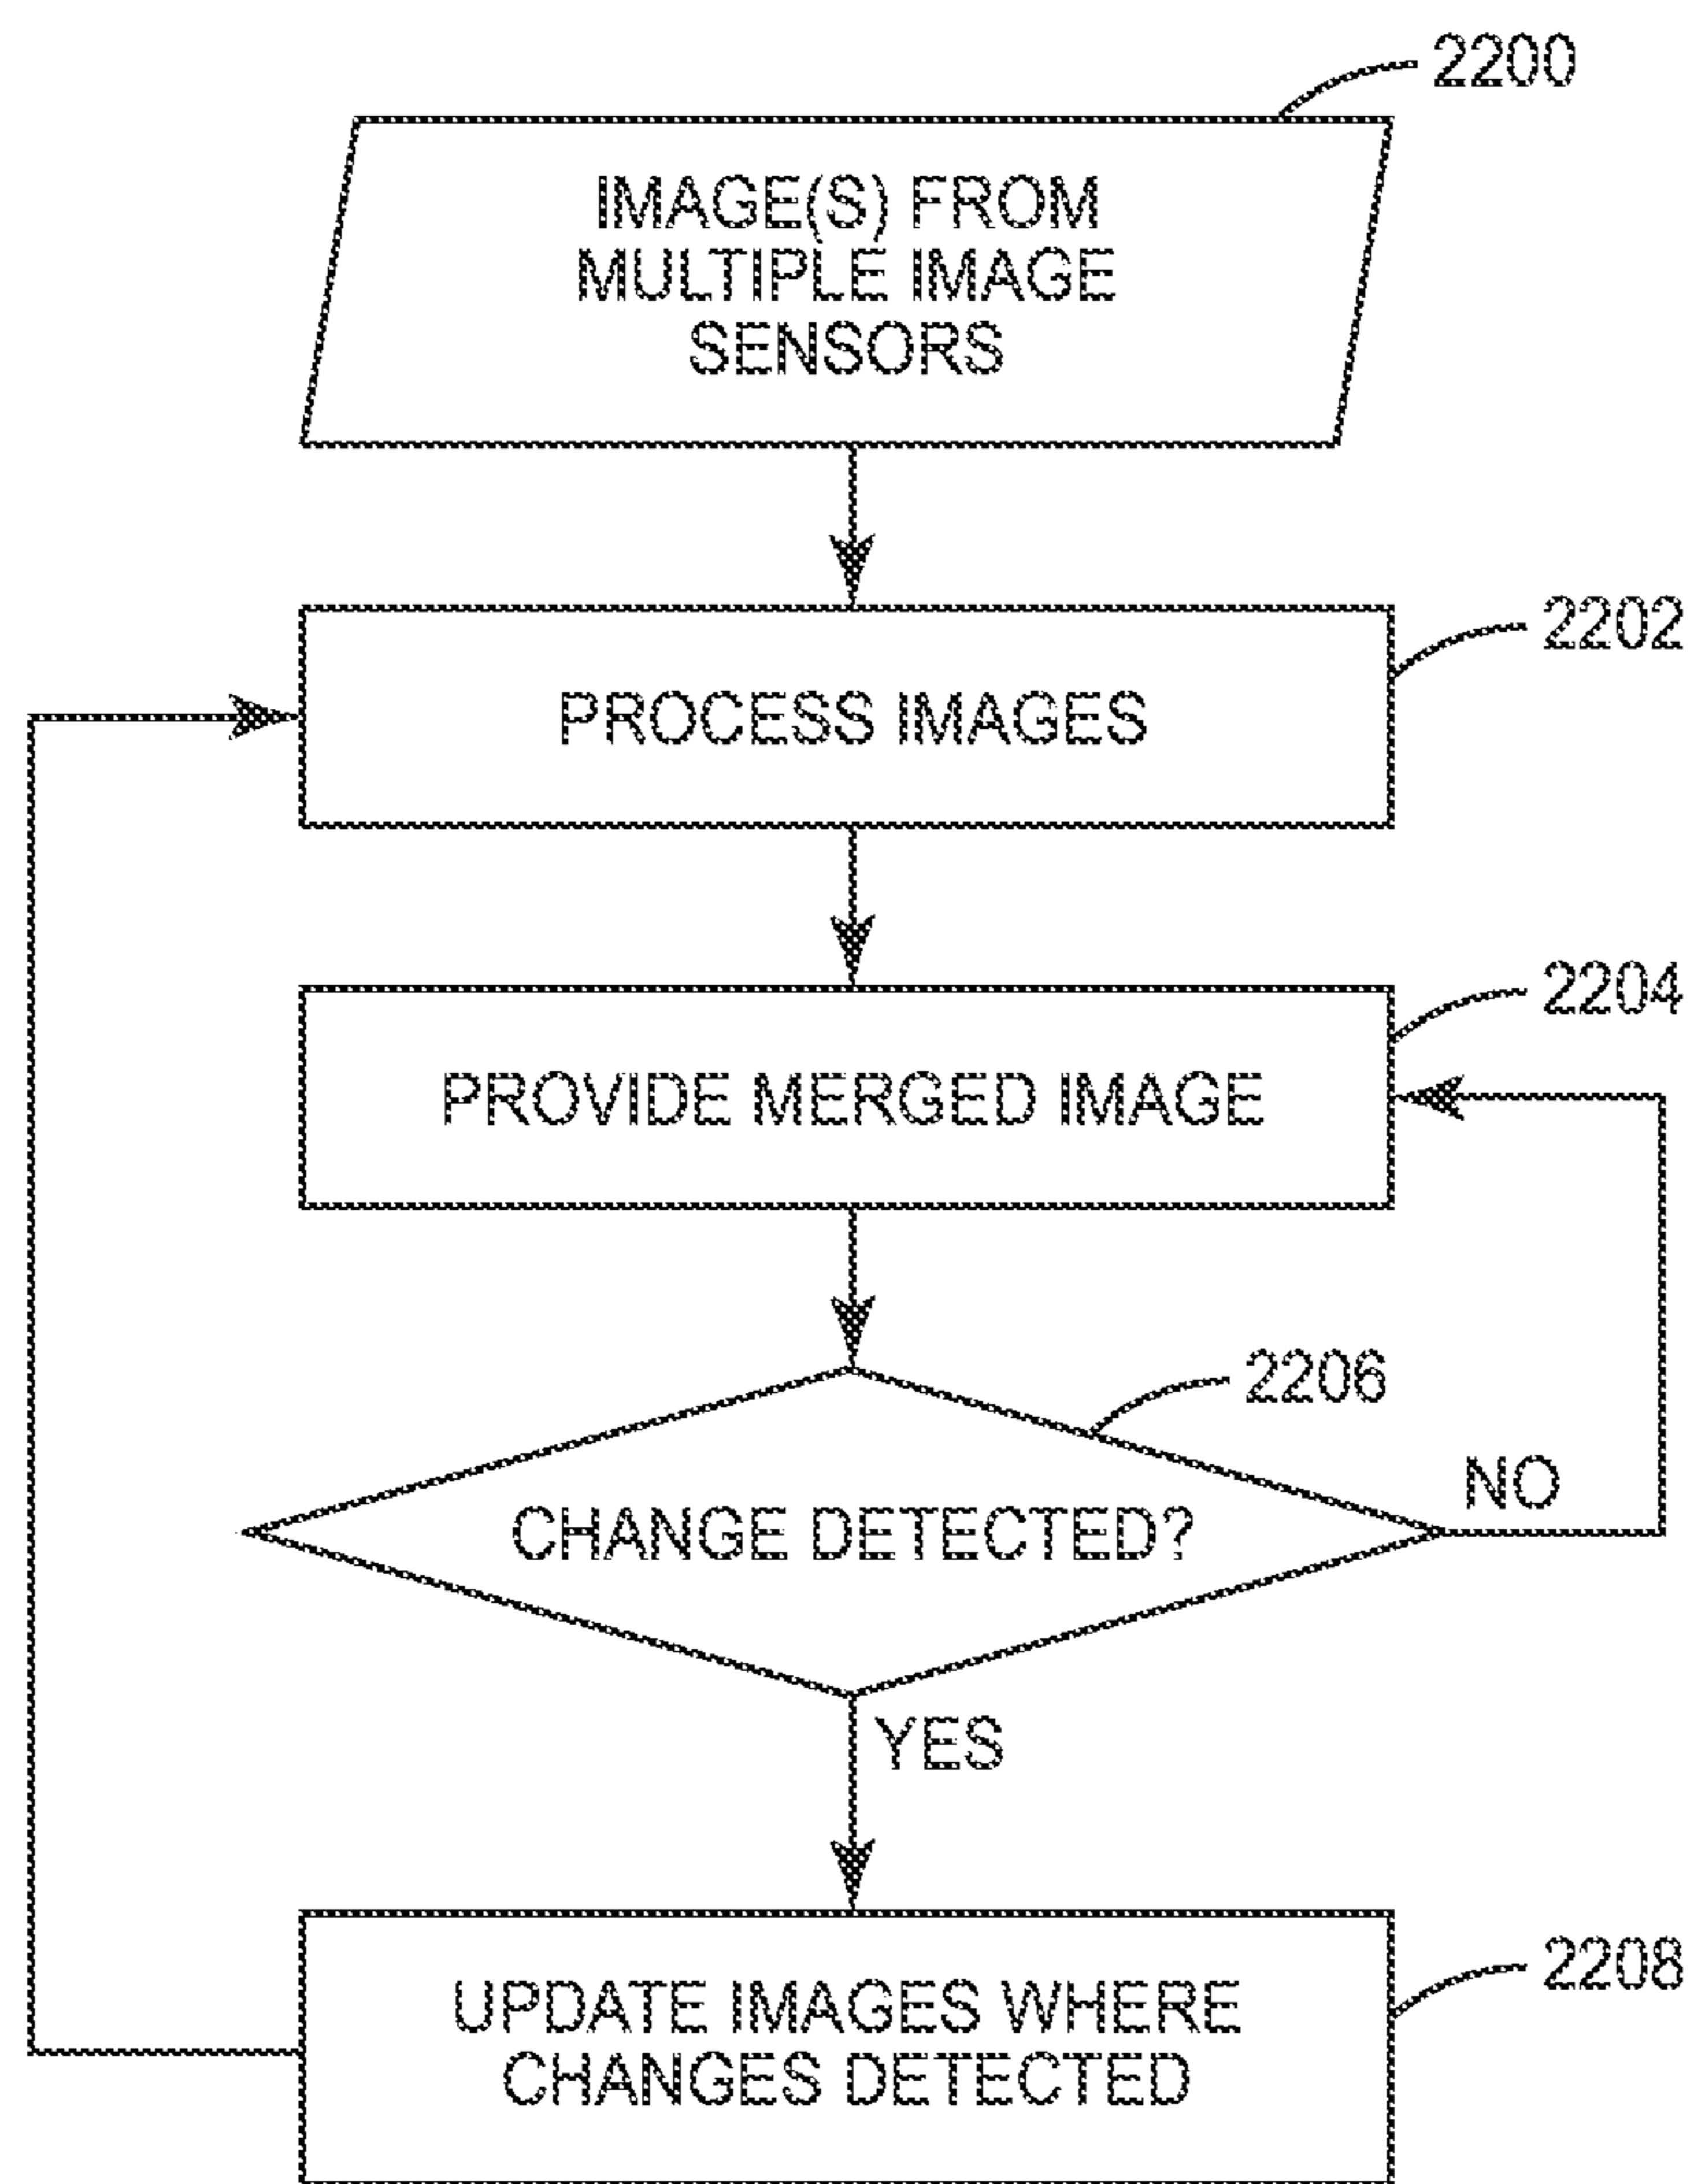 2200
IMAGE(S) FROM
MULTIPLE IMAGE
SENSORS
2202
PROCESS IMAGES
2204
PROVIDE MERGED IMAGE
2206
CHANGE DETECTED?
NO
YES
2208
UPDATE IMAGES WHERE
CHANGES DETECTED